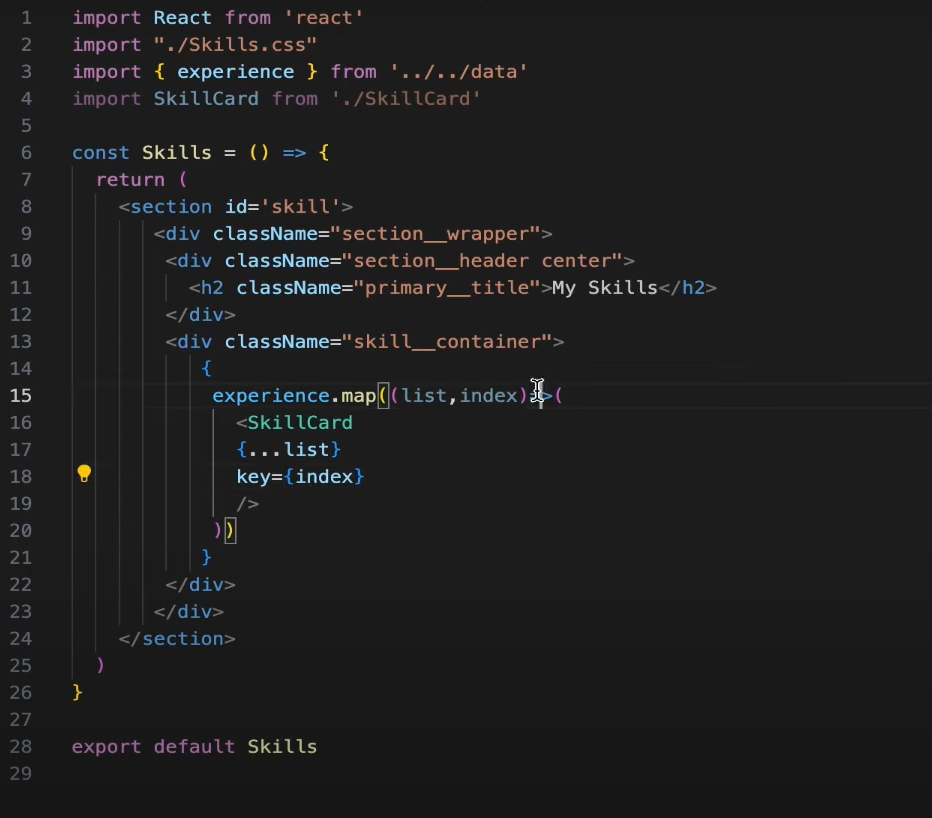 1 import React from 'react'
2 import "./Skills.css"
3 import { experience } from '../../data'
4 import SkillCard from './SkillCard'
5
6 const Skills = () => {
7 return (
8 <section id='skill'>
9 <div className="section__wrapper">
10 <div className="section__header center">
11 <h2 className="primary__title">My Skills</h2>
12 </div>
13 <div className="skill__container">
14 {
15 experience.map((list,index)=>(
16 <SkillCard
17 {...list}
18 key={index}
19 />
20 ))
21 }
22 </div>
23 </div>
24 </section>
25 )
26 }
27
28 export default Skills
29